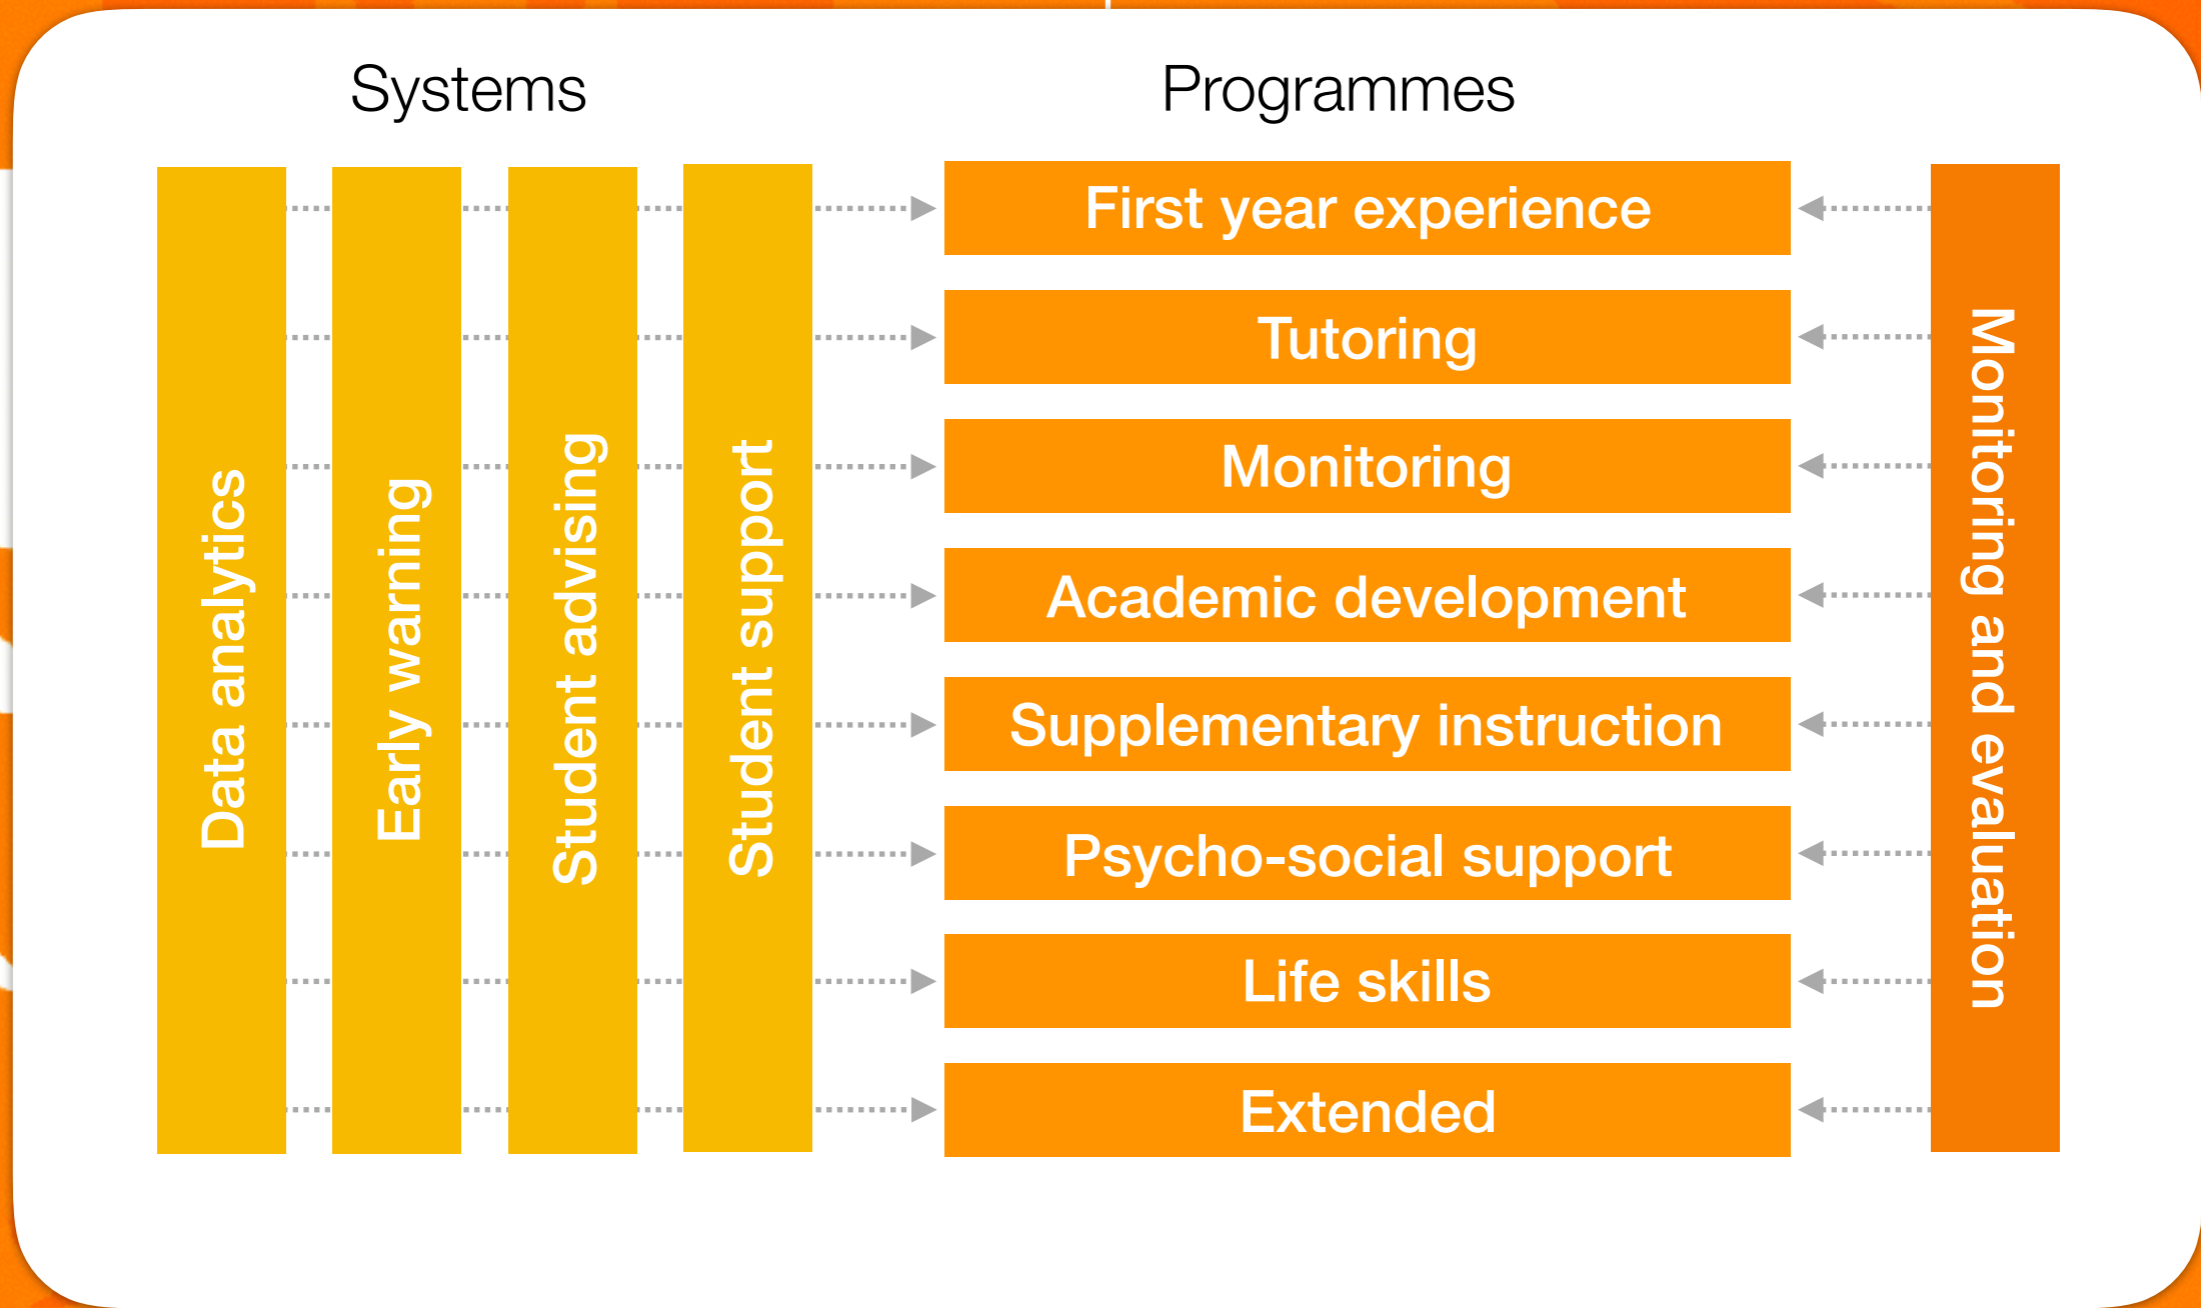 Systems
Programmes
Data analytics
Early warning
Student advising
Student support
First year experience
Tutoring
Monitoring
Academic development
Supplementary instruction
Psycho-social support
Life skills
Extended
Monitoring and evaluation